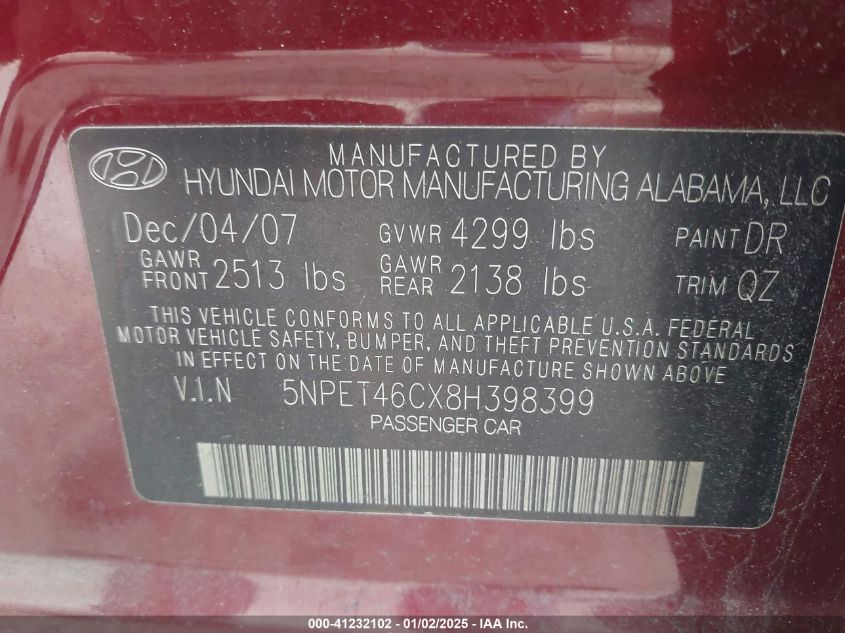 MANUFACTURED BY
HYUNDAI MOTOR MANUFACTURING ALABAMA, LLC
Dec/04/07 GVWR 4299 lbs PAINT DR
GAWR FRONT 2513 lbs GAWR REAR 2138 lbs TRIM QZ
THIS VEHICLE CONFORMS TO ALL APPLICABLE U.S.A. FEDERAL
MOTOR VEHICLE SAFETY, BUMPER, AND THEFT PREVENTION STANDARDS
IN EFFECT ON THE DATE OF MANUFACTURE SHOWN ABOVE
V.I.N 5NPET46CX8H398399
PASSENGER CAR
000-41232102 - 01/02/2025 - IAA Inc.